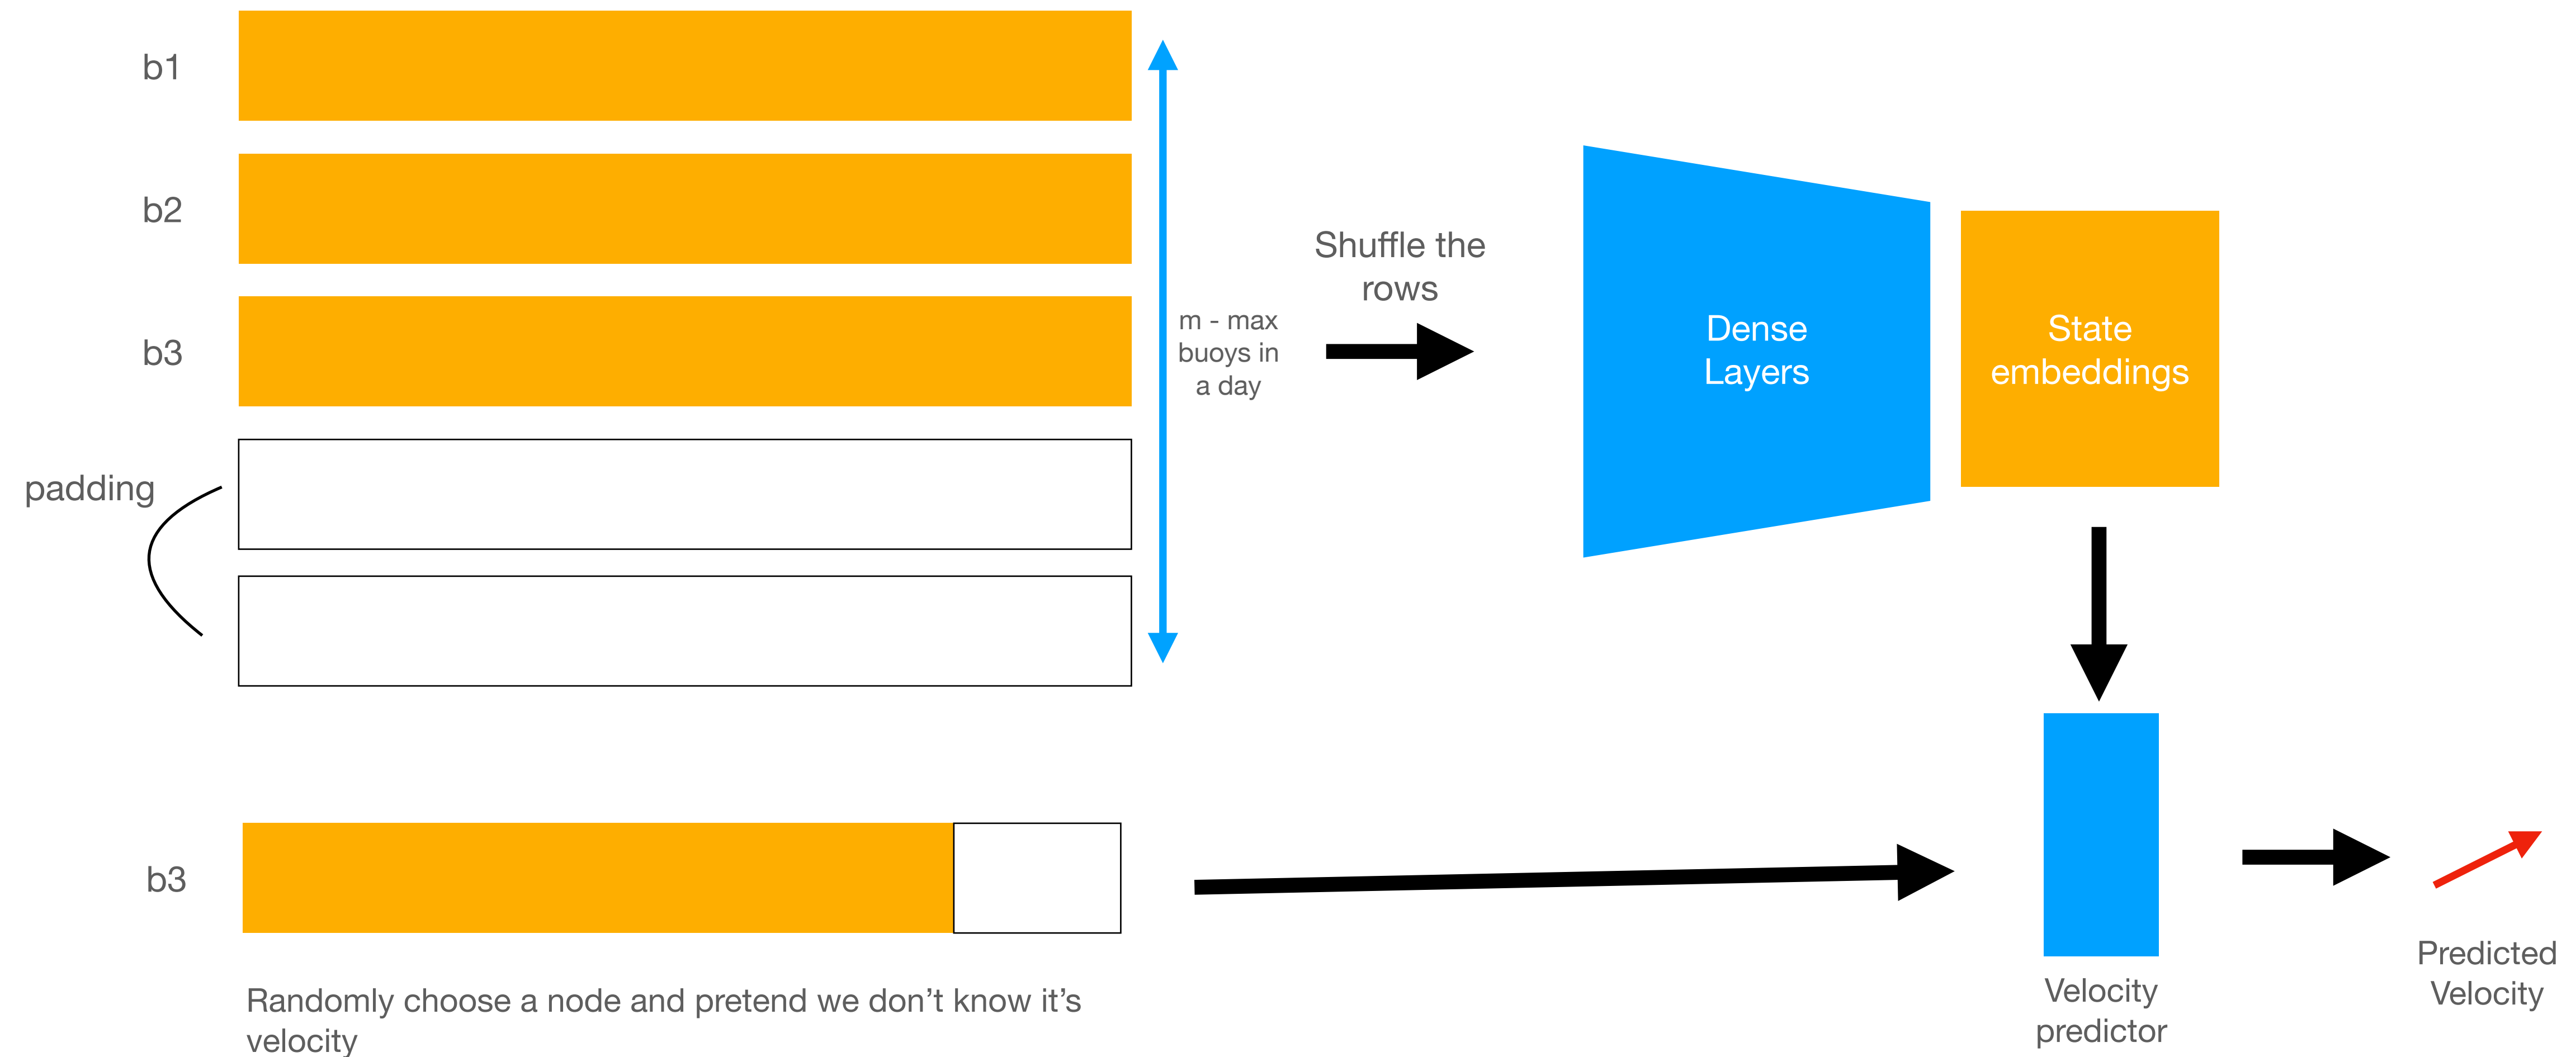 b1
b2
b3
padding
m - max
buoys in
a day
Shuffle the
rows
Dense
Layers
State
embeddings
b3
Randomly choose a node and pretend we don't know it's
velocity
Velocity
predictor
Predicted
Velocity